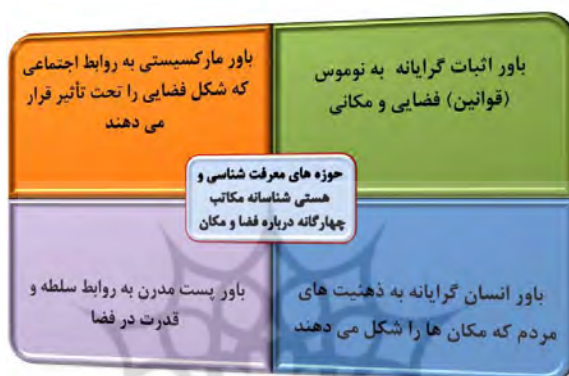 باور اثبات گرایانه به نوموس
(قوانین) فضایی و مکانی
باور مارکسیستی به روابط اجتماعی
که شکل فضایی را تحت تأثیر قرار
می دهند
حوزه های معرفت شناسی و
هستی شناسانه مکاتب
چهارگانه درباره فضا و مکان
باور انسان گرایانه به ذهنیت های
مردم که مکان ها را شکل می دهند
باور پست مدرن به روابط سلطه و
قدرت در فضا